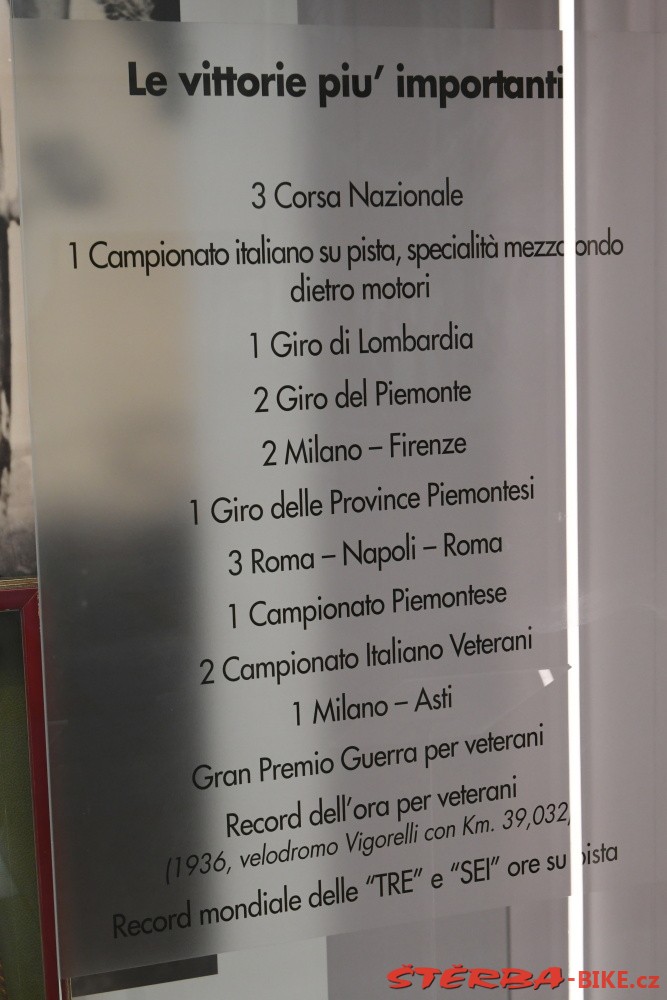 Le vittorie piu' importanti
3 Corsa Nazionale
1 Campionato italiano su pista, specialità mezzofondo
dietro motori
1 Giro di Lombardia
2 Giro del Piemonte
2 Milano – Firenze
1 Giro delle Province Piemontesi
3 Roma – Napoli – Roma
1 Campionato Piemontese
2 Campionato Italiano Veterani
1 Milano – Asti
Gran Premio Guerra per veterani
Record dell'ora per veterani
(1936, velodromo Vigorelli con Km. 39,032)
Record mondiale delle "TRE" e "SEI" ore su pista
ŠTĚRBA-BIKE.cz